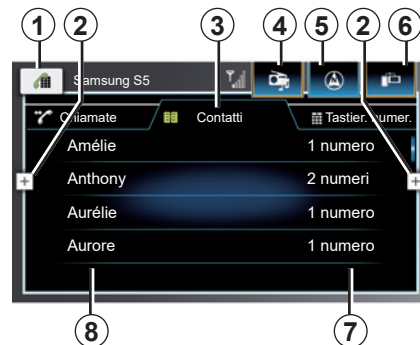 1 2 3 4 5 2 6
Samsung S5
Chiamate Contatti Tastier. numer.
Amélie 1 numero
Anthony 2 numeri
Aurélie 1 numero
Aurore 1 numero
8 7